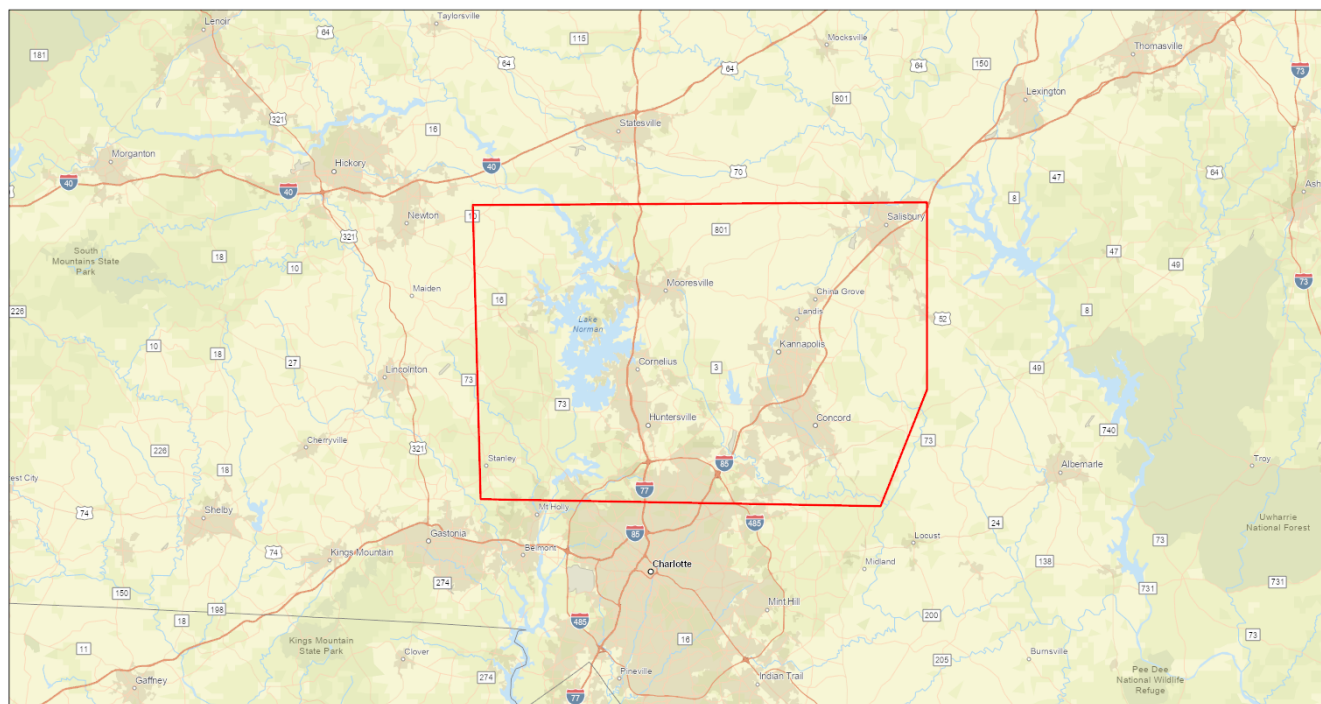 Lenoir
64
Taylorsville
115
Mocksville
64
150
Thomasville
181
64
64
73
801
Lexington
321
16
Statesville
Morganton
Hickory
40
70
64
40
40
47
8
Newton
10
Salisbury
321
801
South
Mountains State
Park
18
10
47
49
73
Maiden
16
Mooresville
China Grove
226
Lake
Norman
Landis
52
8
10
18
Kannapolis
27
Cornelius
3
49
Lincolnton
73
73
Huntersville
Concord
740
Cherryville
321
73
226
Stanley
85
Albemarle
Troy
18
77
Mt Holly
Shelby
74
485
24
Uwharrie
National Forest
85
Gastonia
Locust
73
74
Kings Mountain
Belmont
Charlotte
Midland
138
274
731
731
150
198
Mint Hill
200
18
485
11
Kings Mountain
State Park
16
73
Clover
205
Burnsville
274
Pineville
Indian Trail
Pee Dee
National Wildlife
Refuge
Gaffney
77